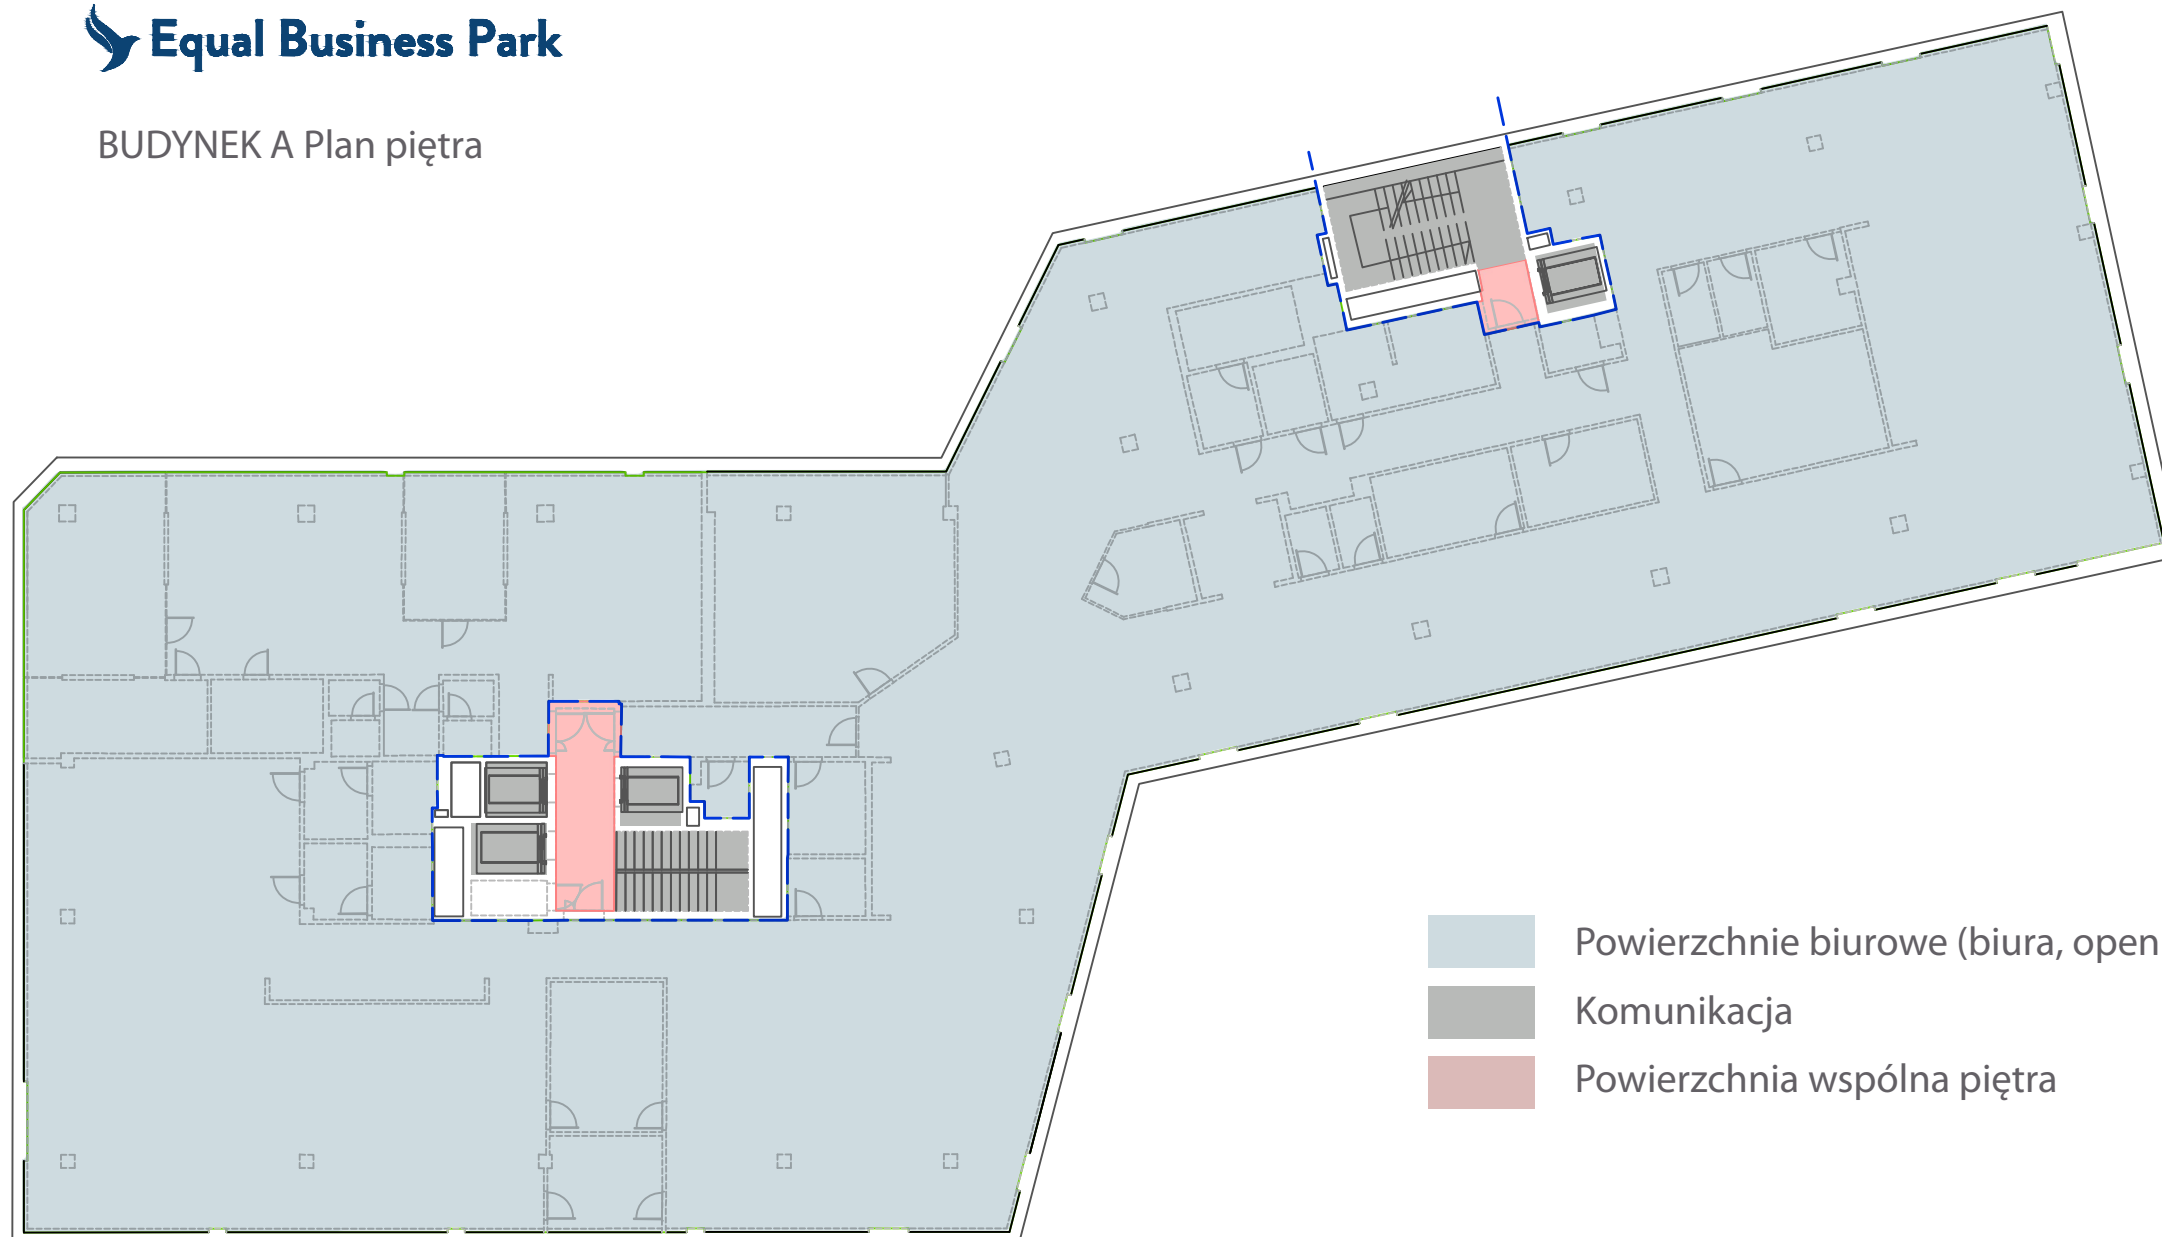 Equal Business Park
BUDYNEK A Plan piętra
Powierzchnie biurowe (biura, open
Komunikacja
Powierzchnia wspólna piętra